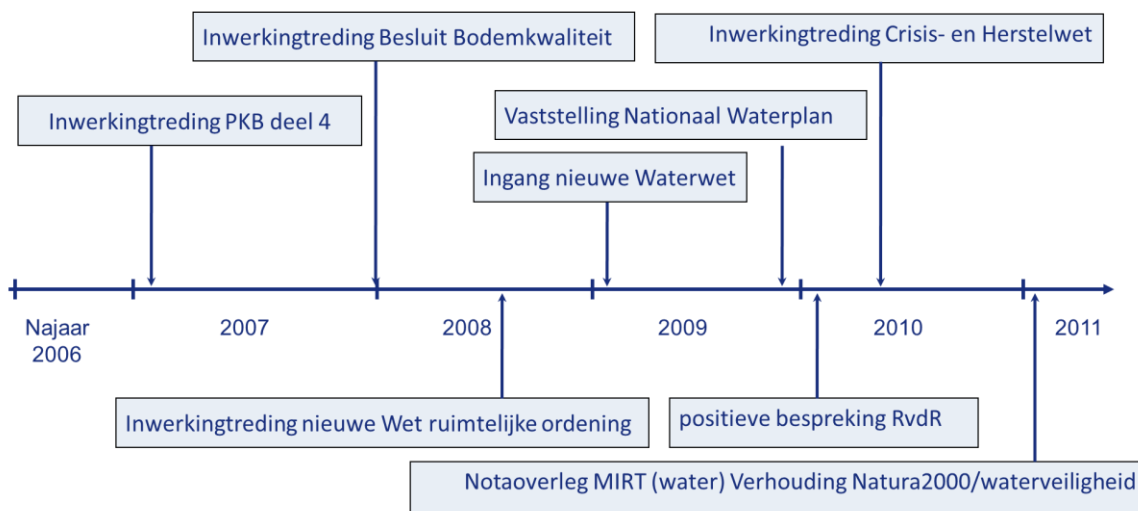 Inwerkingtreding Besluit Bodemkwaliteit
Inwerkingtreding Crisis- en Herstelwet
Inwerkingtreding PKB deel 4
Vaststelling Nationaal Waterplan
Ingang nieuwe Waterwet
Najaar
2006
2007
2008
2009
2010
2011
Inwerkingtreding nieuwe Wet ruimtelijke ordening
positieve bespreking RvdR
Notaoverleg MIRT (water) Verhouding Natura2000/waterveiligheid